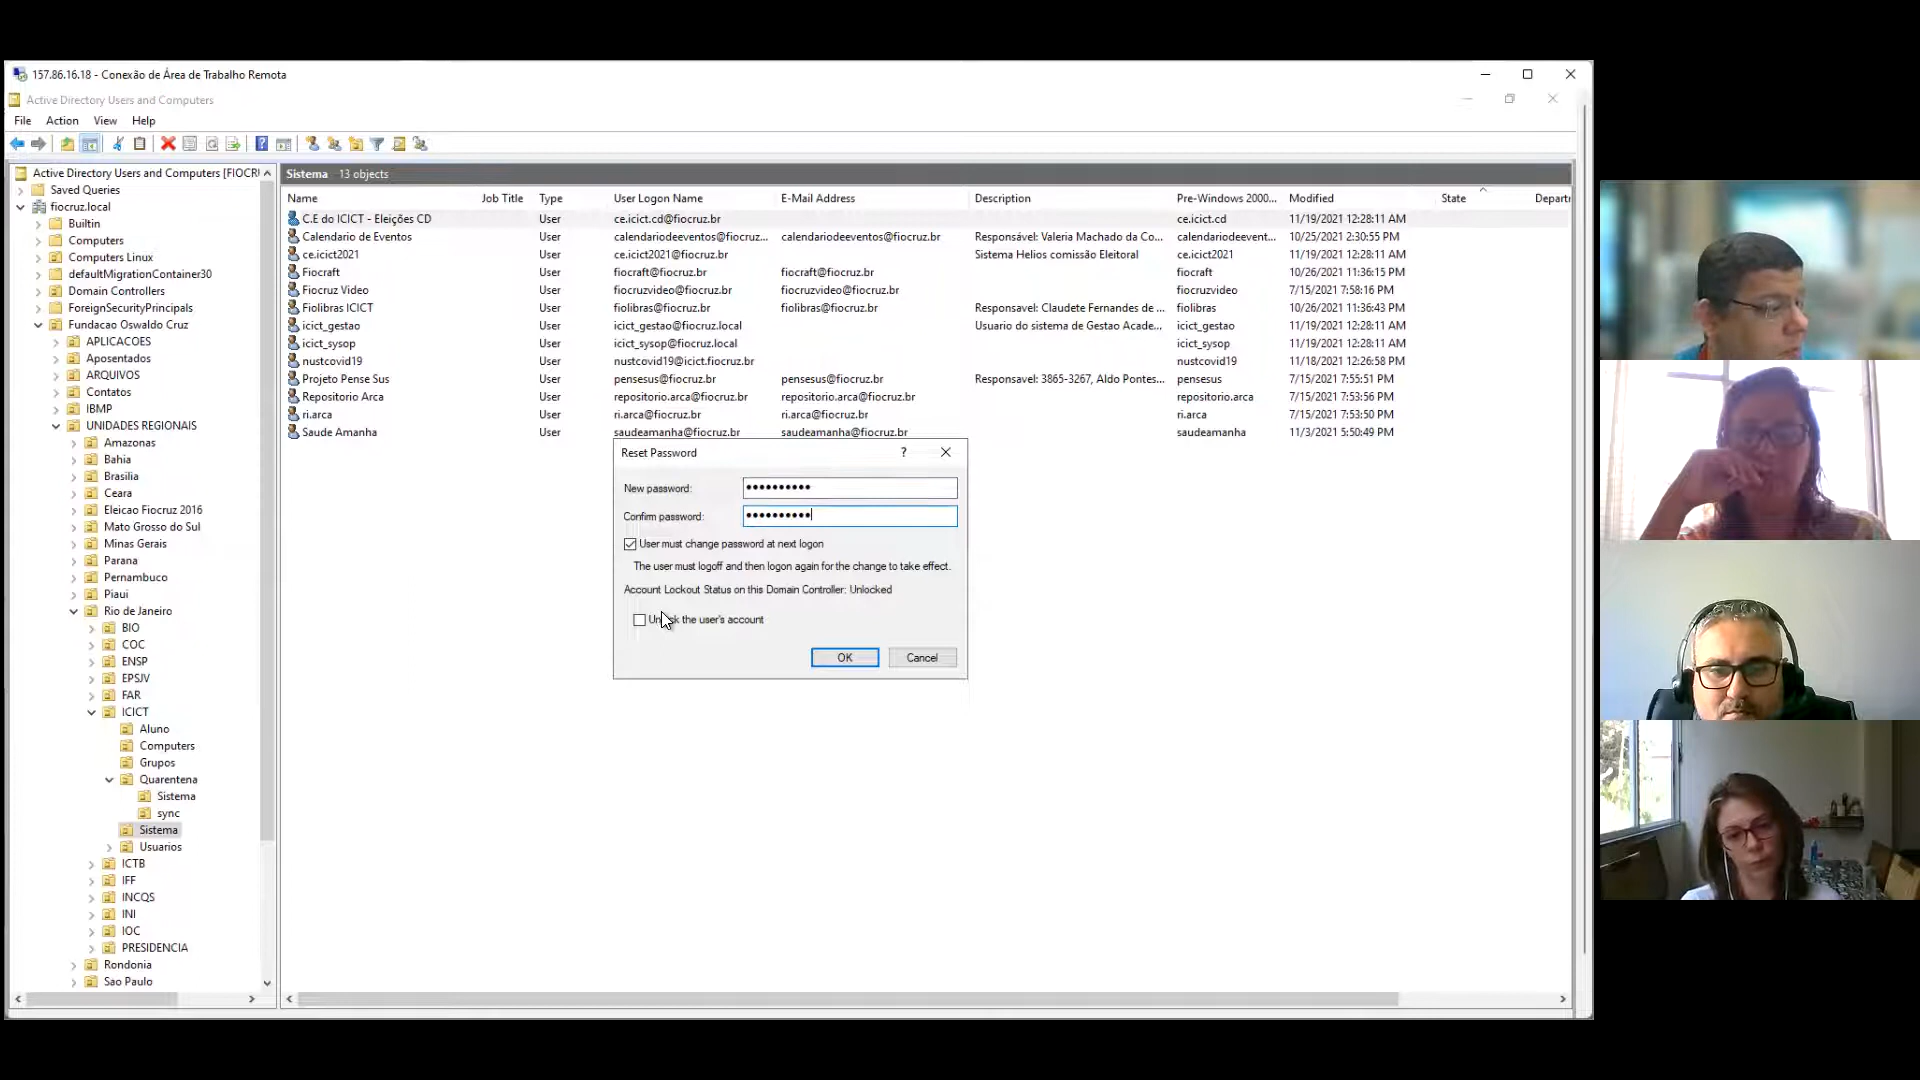 157.86.16.18 - Conexão de Área de Trabalho Remota
Active Directory Users and Computers
File Action View Help
Active Directory Users and Computers [FIOCRU
Saved Queries
fiocruz.local
Builtin
Computers
Computers Linux
defaultMigrationContainer30
Domain Controllers
ForeignSecurityPrincipals
Fundacao Oswaldo Cruz
APLICACOES
Aposentados
ARQUIVOS
Contatos
IBMP
UNIDADES REGIONAIS
Amazonas
Bahia
Brasilia
Ceara
Eleicao Fiocruz 2016
Mato Grosso do Sul
Minas Gerais
Parana
Pernambuco
Piaui
Rio de Janeiro
BIO
COC
ENSP
EPSJV
FAR
ICICT
Aluno
Computers
Grupos
Quarentena
Sistema
sync
Sistema
Usuarios
ICTB
IFF
INCQS
INI
IOC
PRESIDENCIA
Rondonia
Sao Paulo
Sistema 13 objects
Name Job Title Type User Logon Name E-Mail Address Description Pre-Windows 2000... Modified State Departr
C.E do ICICT - Eleições CD User ce.icict.cd@fiocruz.br ce.icict.cd 11/19/2021 12:28:11 AM
Calendario de Eventos User calendariodeeventos@fiocruz... calendariodeeventos@fiocruz.br Responsável: Valeria Machado da Co... calendariodeevent... 10/25/2021 2:30:55 PM
ce.icict2021 User ce.icict2021@fiocruz.br Sistema Helios comissão Eleitoral ce.icict2021 11/19/2021 12:28:11 AM
Fiocraft User fiocraft@fiocruz.br fiocraft@fiocruz.br fiocraft 10/26/2021 11:36:15 PM
Fiocruz Video User fiocruzvideo@fiocruz.br fiocruzvideo@fiocruz.br fiocruzvideo 7/15/2021 7:58:16 PM
Fiolibras ICICT User fiolibras@fiocruz.br fiolibras@fiocruz.br Responsavel: Claudete Fernandes de ... fiolibras 10/26/2021 11:36:43 PM
icict_gestao User icict_gestao@fiocruz.local Usuario do sistema de Gestao Acade... icict_gestao 11/19/2021 12:28:11 AM
icict_sysop User icict_sysop@fiocruz.local icict_sysop 11/19/2021 12:28:11 AM
nustcovid19 User nustcovid19@icict.fiocruz.br nustcovid19 11/18/2021 12:26:58 PM
Projeto Pense Sus User pensesus@fiocruz.br pensesus@fiocruz.br Responsavel: 3865-3267, Aldo Pontes... pensesus 7/15/2021 7:55:51 PM
Repositorio Arca User repositorio.arca@fiocruz.br repositorio.arca@fiocruz.br repositorio.arca 7/15/2021 7:53:56 PM
ri.arca User ri.arca@fiocruz.br ri.arca@fiocruz.br ri.arca 7/15/2021 7:53:50 PM
Saude Amanha User saudeamanha@fiocruz.br saudeamanha@fiocruz.br saudeamanha 11/3/2021 5:50:49 PM
Reset Password
New password: ••••••••••
Confirm password: ••••••••••
User must change password at next logon
The user must logoff and then logon again for the change to take effect.
Account Lockout Status on this Domain Controller: Unlocked
the user's account
OK Cancel